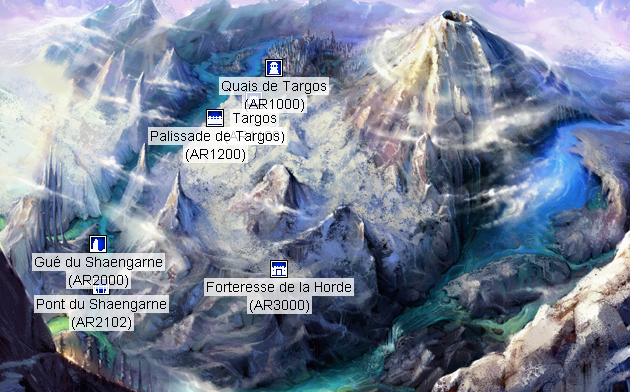 Quais de Targos
(AR1000)
Targos
Palissade de Targos)
(AR1200)
Gué du Shaengarne
(AR2000)
Pont du Shaengarne
(AR2102)
Forteresse de la Horde
(AR3000)